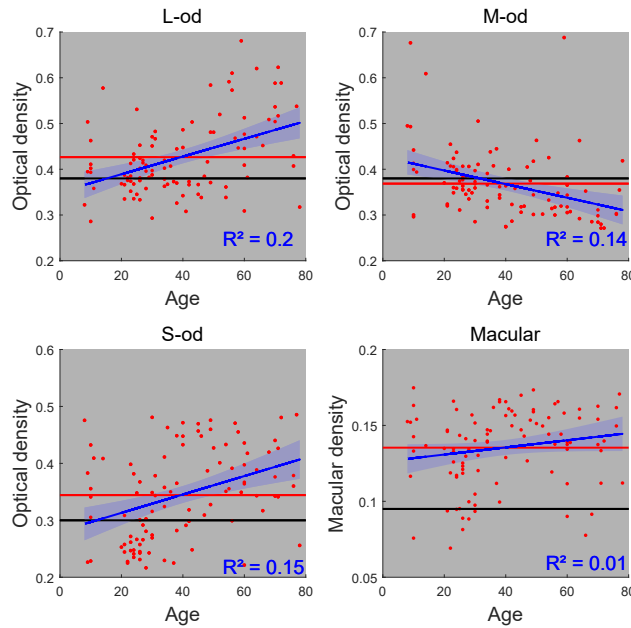 L-od
0.7
0.6
0.5
0.4
0.3
0.2
Optical density
R² = 0.2
0 20 40 60 80
Age
M-od
0.7
0.6
0.5
0.4
0.3
0.2
Optical density
R² = 0.14
0 20 40 60 80
Age
S-od
0.6
0.5
0.4
0.3
0.2
Optical density
R² = 0.15
0 20 40 60 80
Age
Macular
0.2
0.15
0.1
0.05
Macular density
R² = 0.01
0 20 40 60 80
Age